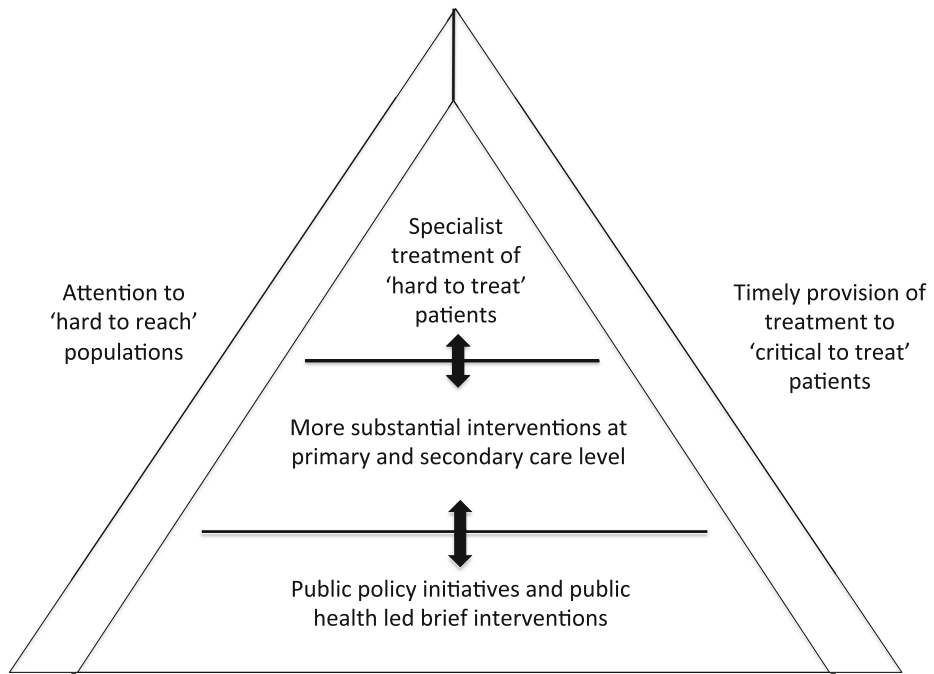 Specialist
treatment of
‘hard to treat’
patients
Attention to
‘hard to reach’
populations
Timely provision of
treatment to
‘critical to treat’
patients
More substantial interventions at
primary and secondary care level
Public policy initiatives and public
health led brief interventions